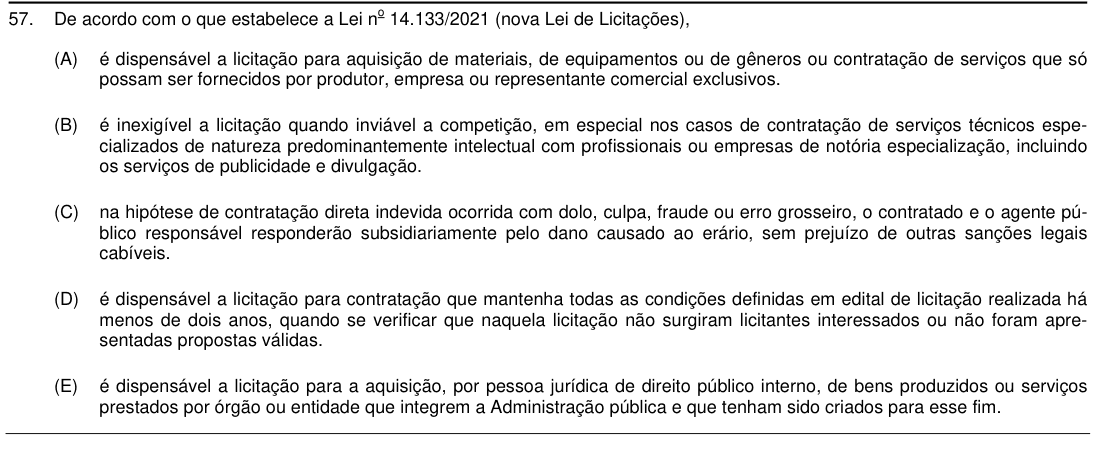 57. De acordo com o que estabelece a Lei nº 14.133/2021 (nova Lei de Licitações),
(A) é dispensável a licitação para aquisição de materiais, de equipamentos ou de gêneros ou contratação de serviços que só
possam ser fornecidos por produtor, empresa ou representante comercial exclusivos.
(B) é inexigível a licitação quando inviável a competição, em especial nos casos de contratação de serviços técnicos espe-
cializados de natureza predominantemente intelectual com profissionais ou empresas de notória especialização, incluindo
os serviços de publicidade e divulgação.
(C) na hipótese de contratação direta indevida ocorrida com dolo, culpa, fraude ou erro grosseiro, o contratado e o agente pú-
blico responsável responderão subsidiariamente pelo dano causado ao erário, sem prejuízo de outras sanções legais
cabíveis.
(D) é dispensável a licitação para contratação que mantenha todas as condições definidas em edital de licitação realizada há
menos de dois anos, quando se verificar que naquela licitação não surgiram licitantes interessados ou não foram apre-
sentadas propostas válidas.
(E) é dispensável a licitação para a aquisição, por pessoa jurídica de direito público interno, de bens produzidos ou serviços
prestados por órgão ou entidade que integrem a Administração pública e que tenham sido criados para esse fim.